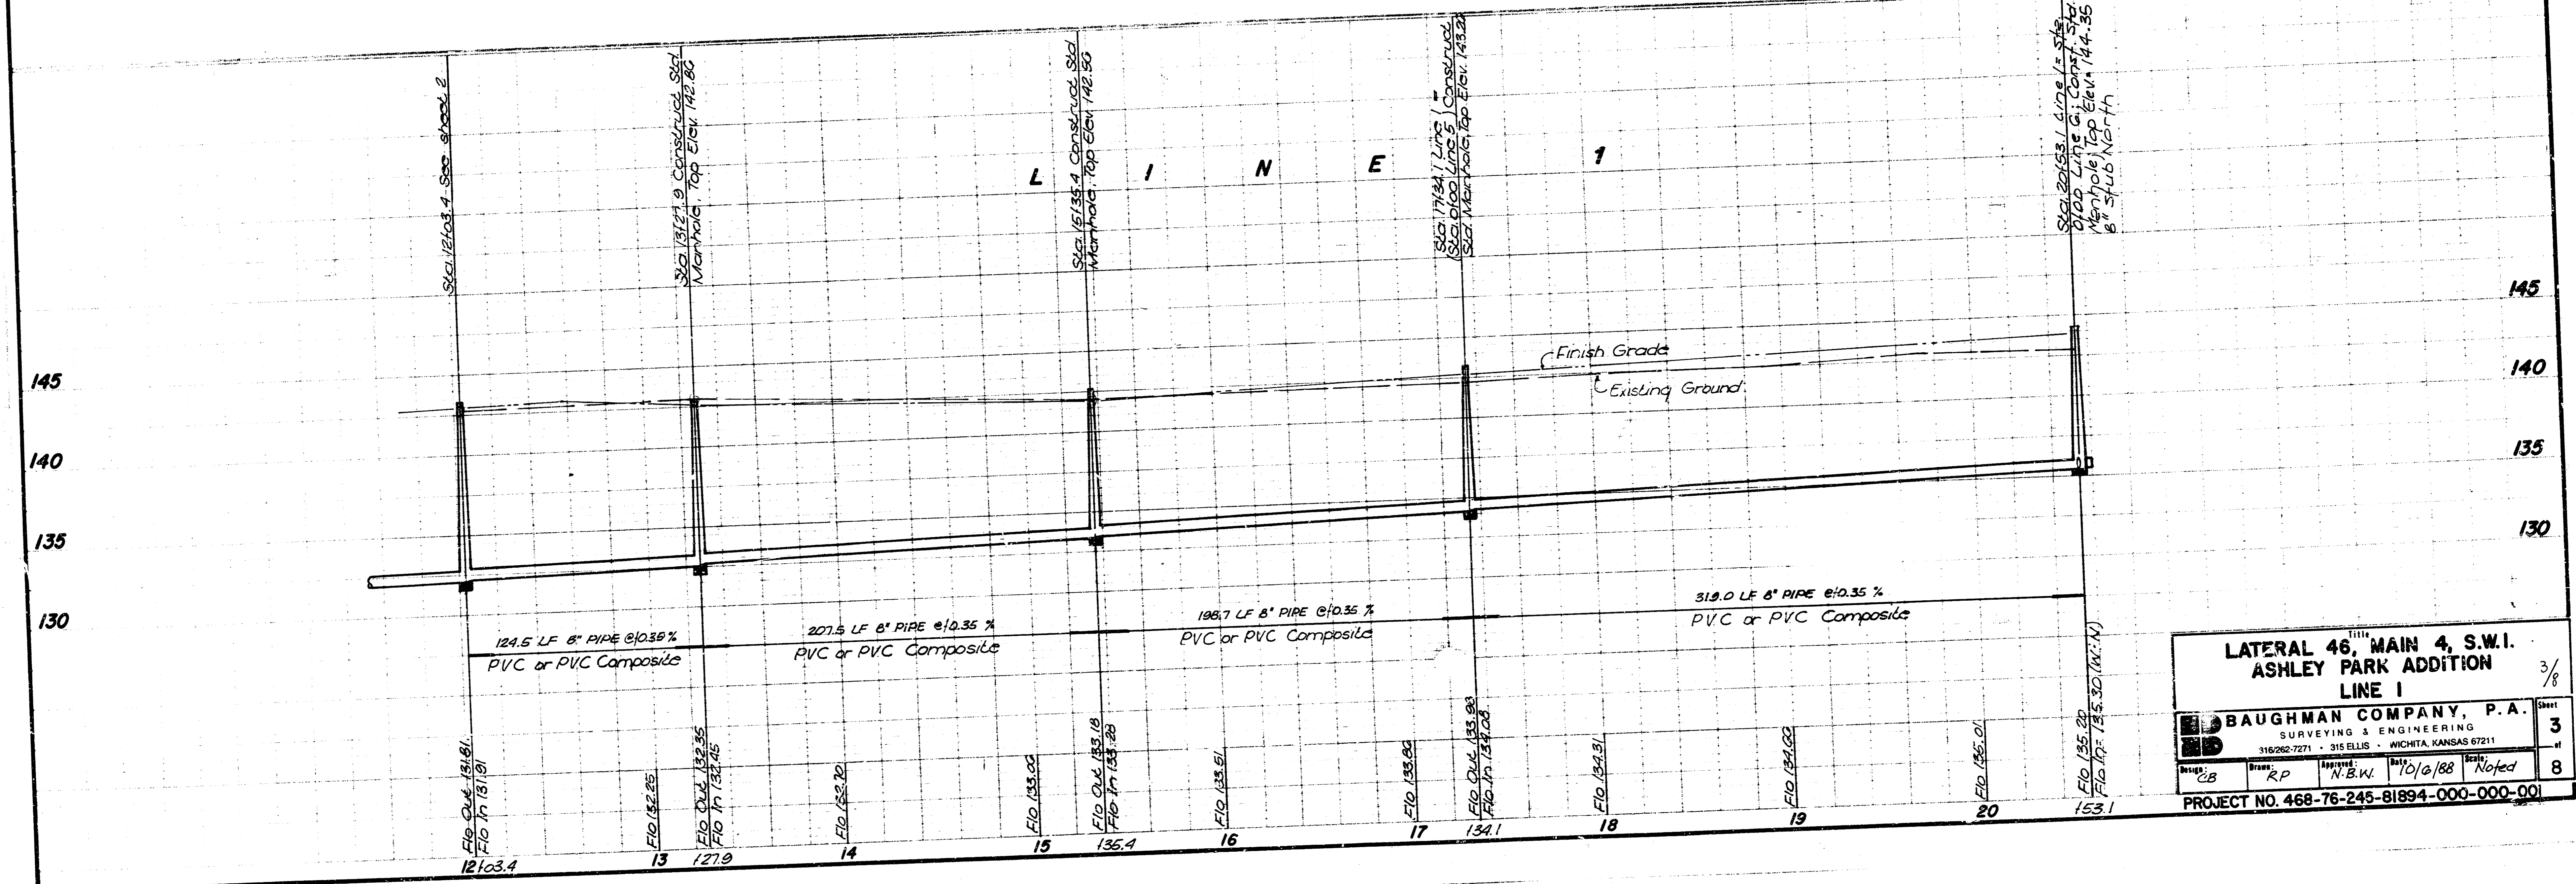 Sta. 12+03.4 See sheet 2
Sta. 13+27.9 Construct Std.
Manhole, Top Elev. 142.80
Sta. 15+35.4 Construct Std.
Manhole, Top Elev. 142.50
Sta. 17+34.1 Line 1 =
(Sta. 0+00 Line 5) Construct
Std. Manhole, Top Elev. 143.20
Sta. 20+53.1 Line 1 = Sta.
0+00 Line 6; Const. Std.
Manhole, Top Elev. = 144.35
8" Stub North
L I N E 1
145
140
135
130
145
140
135
130
Finish Grade
Existing Ground
124.5 LF 8" PIPE @+0.35%
PVC or PVC Composite
207.5 LF 8" PIPE @+0.35 %
PVC or PVC Composite
198.7 LF 8" PIPE @+0.35 %
PVC or PVC Composite
319.0 LF 8" PIPE @+0.35 %
PVC or PVC Composite
Flo Out 131.81
Flo In 131.91
Flo 132.25
Flo Out 132.35
Flo In 132.45
Flo 132.70
Flo 133.06
Flo Out 133.18
Flo In 133.28
Flo 133.51
Flo 133.86
Flo Out 133.98
Flo In 134.08
Flo 134.31
Flo 134.66
Flo 135.01
Flo 135.20
Flo In = 135.30 (W.:N)
12+03.4
13
127.9
14
15
135.4
16
17
134.1
18
19
20
153.1
Title
LATERAL 46, MAIN 4, S.W.I.
ASHLEY PARK ADDITION
LINE 1
3/8
BAUGHMAN COMPANY, P.A.
SURVEYING & ENGINEERING
316/262-7271 • 315 ELLIS • WICHITA, KANSAS 67211
Sheet
3
of
8
Design: CB
Drawn: RP
Approved: N.B.W.
Date: 10/6/88
Scale: Noted
PROJECT NO. 468-76-245-81894-000-000-001